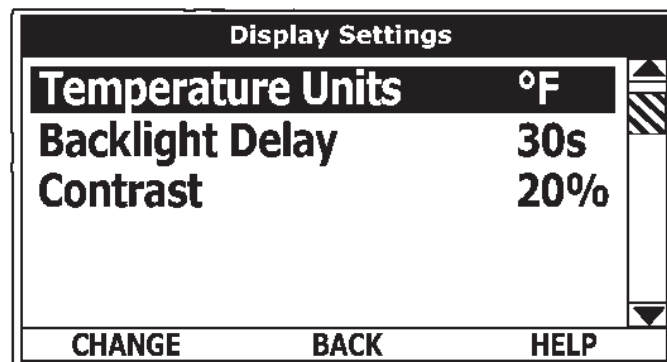 Display Settings
Temperature Units °F
Backlight Delay 30s
Contrast 20%
CHANGE BACK HELP